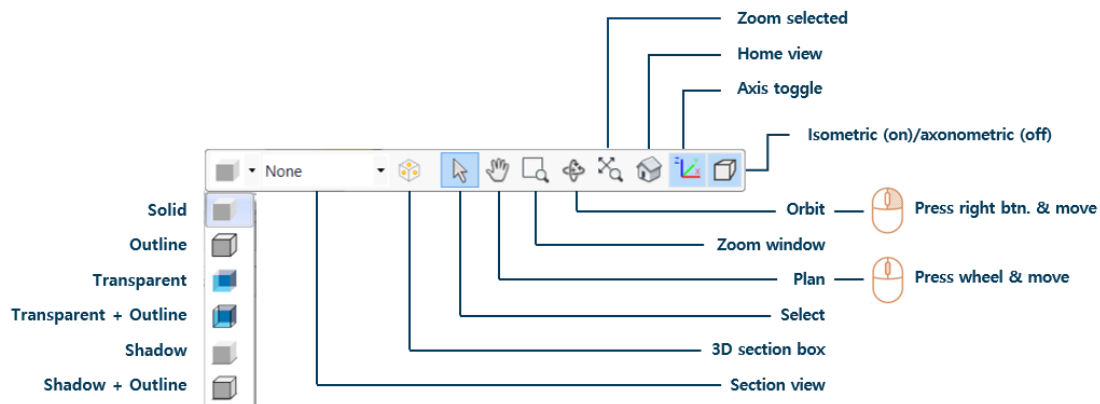 Zoom selected
Home view
Axis toggle
Isometric (on)/axonometric (off)
None
Z
X
Solid
Orbit
Press right btn. & move
Outline
Zoom window
Transparent
Plan
Press wheel & move
Transparent + Outline
Select
Shadow
3D section box
Shadow + Outline
Section view